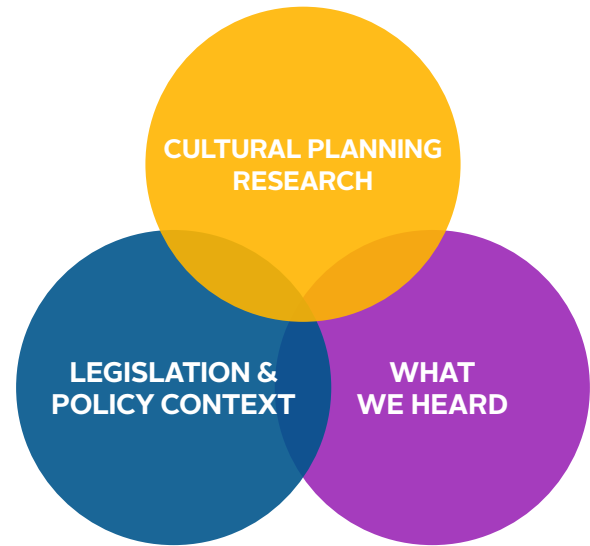 CULTURAL PLANNING
RESEARCH
LEGISLATION &
POLICY CONTEXT
WHAT
WE HEARD